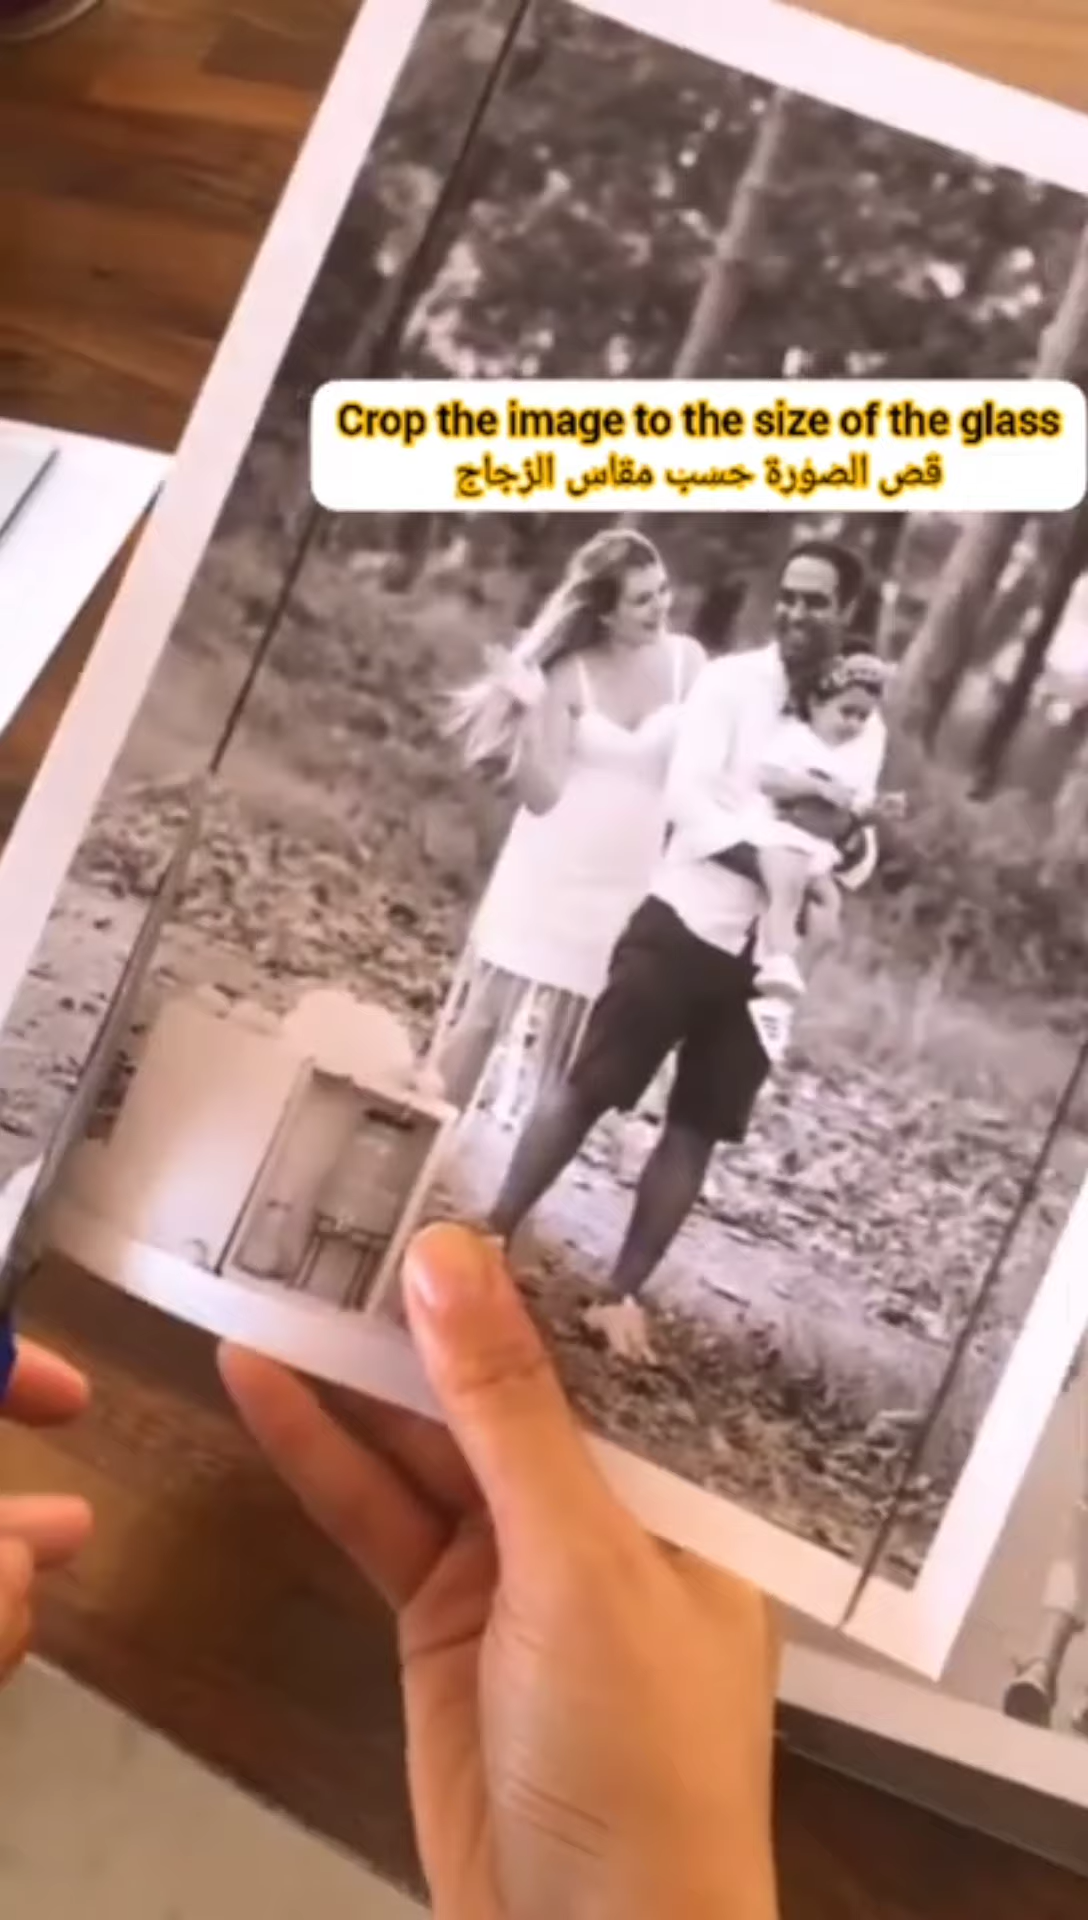 Crop the image to the size of the glass
قص الصورة حسب مقاس الزجاج